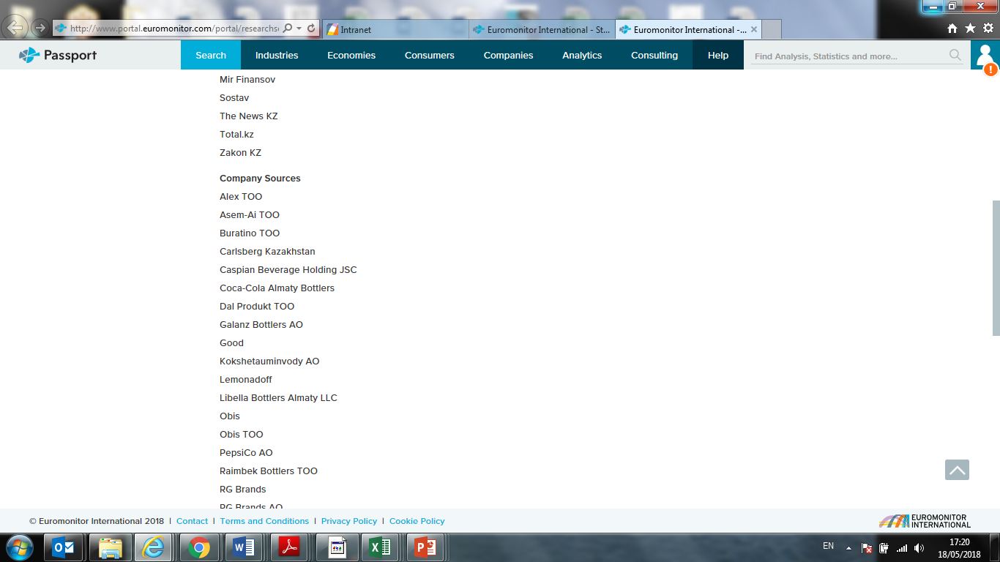 http://www.portal.euromonitor.com/portal/research
Intranet
Euromonitor International - St...
Euromonitor International -...
Passport
Search
Industries
Economies
Consumers
Companies
Analytics
Consulting
Help
Find Analysis, Statistics and more...
Mir Finansov
Sostav
The News KZ
Total.kz
Zakon KZ
Company Sources
Alex TOO
Asem-Ai TOO
Buratino TOO
Carlsberg Kazakhstan
Caspian Beverage Holding JSC
Coca-Cola Almaty Bottlers
Dal Produkt TOO
Galanz Bottlers AO
Good
Kokshetauminvody AO
Lemonadoff
Libella Bottlers Almaty LLC
Obis
Obis TOO
PepsiCo AO
Raimbek Bottlers TOO
RG Brands
RG Brands AO
© Euromonitor International 2018 | Contact | Terms and Conditions | Privacy Policy | Cookie Policy
EUROMONITOR
INTERNATIONAL
EN
17:20
18/05/2018